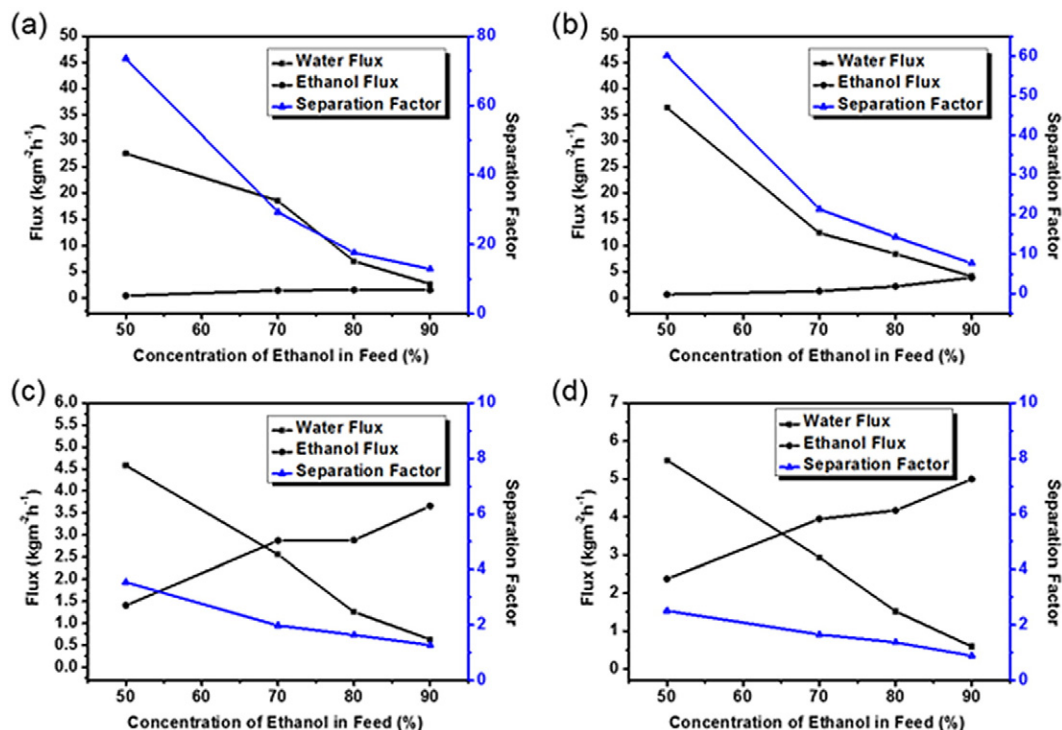 (a)
50
45
40
35
30
25
20
15
10
5
0
Flux (kgm⁻²h⁻¹)
Water Flux
Ethanol Flux
Separation Factor
80
60
40
20
0
Separation Factor
50 60 70 80 90
Concentration of Ethanol in Feed (%)
(b)
50
45
40
35
30
25
20
15
10
5
0
Flux (kgm⁻²h⁻¹)
Water Flux
Ethanol Flux
Separation Factor
60
50
40
30
20
10
0
Separation Factor
50 60 70 80 90
Concentration of Ethanol in Feed (%)
(c)
6.0
5.5
5.0
4.5
4.0
3.5
3.0
2.5
2.0
1.5
1.0
0.5
0.0
Flux (kgm⁻²h⁻¹)
Water Flux
Ethanol Flux
Separation Factor
10
8
6
4
2
0
Separation Factor
50 60 70 80 90
Concentration of Ethanol in Feed (%)
(d)
7
6
5
4
3
2
1
0
Flux (kgm⁻²h⁻¹)
Water Flux
Ethanol Flux
Separation Factor
10
8
6
4
2
0
Separation Factor
50 60 70 80 90
Concentration of Ethanol in Feed (%)